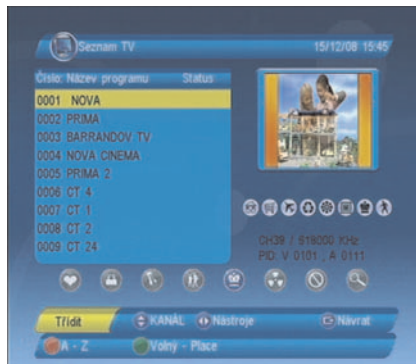 Seznam TV 15/12/08 15:45
Číslo: Název programu Status
0001 NOVA
0002 PRIMA
0003 BARRANDOV TV
0004 NOVA CINEMA
0005 PRIMA 2
0006 CT 4
0007 CT 1
0008 CT 2
0009 CT 24
CH39 / 618000 KHz
PID: V 0101 ; A 0111
Třídit KANÁL Nástroje Návrat
A - Z Volný - Place